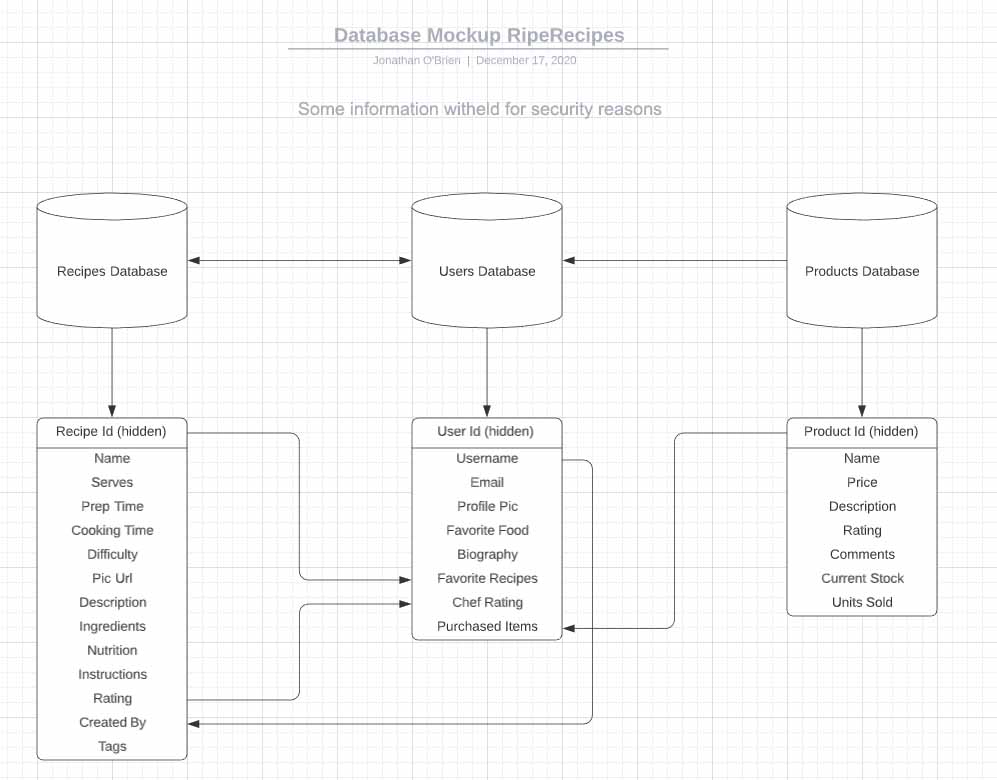 Database Mockup RipeRecipes
Jonathan O'Brien | December 17, 2020
Some information witheld for security reasons
Recipes Database
Users Database
Products Database
Recipe Id (hidden)
Name
Serves
Prep Time
Cooking Time
Difficulty
Pic Url
Description
Ingredients
Nutrition
Instructions
Rating
Created By
Tags
User Id (hidden)
Username
Email
Profile Pic
Favorite Food
Biography
Favorite Recipes
Chef Rating
Purchased Items
Product Id (hidden)
Name
Price
Description
Rating
Comments
Current Stock
Units Sold